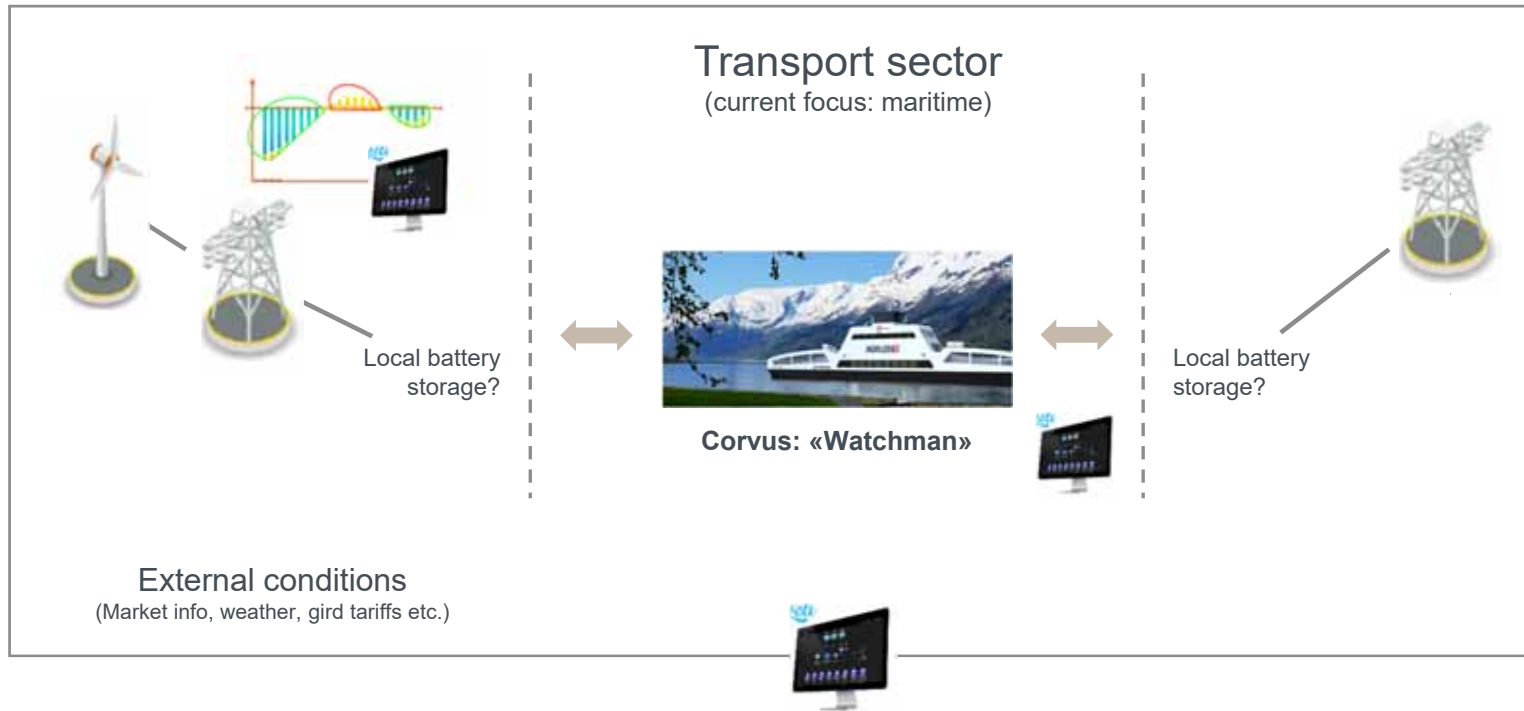 Transport sector
(current focus: maritime)
Local battery
storage?
Local battery
storage?
Corvus: «Watchman»
External conditions
(Market info, weather, gird tariffs etc.)